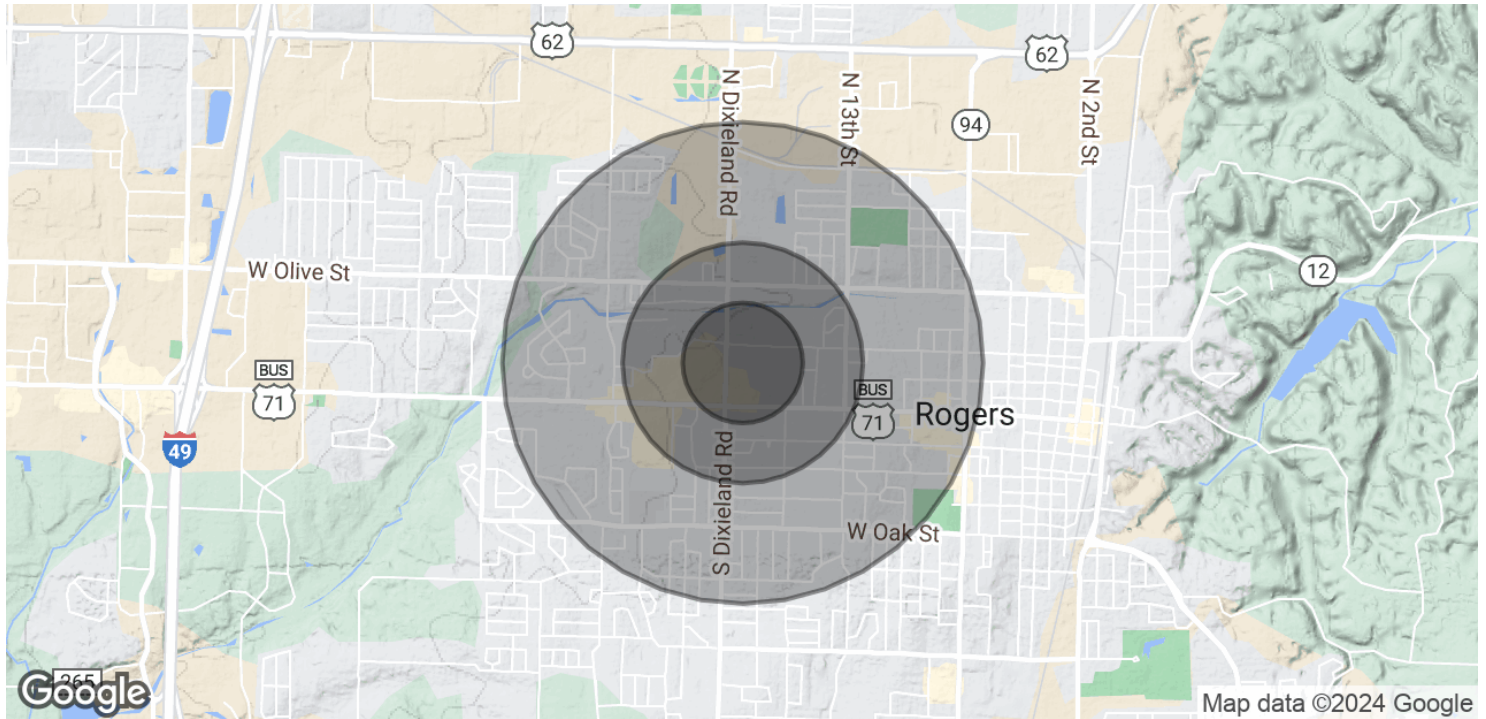 62
62
N Dixieland Rd
N 13th St
94
N 2nd St
W Olive St
12
BUS
71
BUS
71
Rogers
49
S Dixieland Rd
W Oak St
265
Google
Map data ©2024 Google